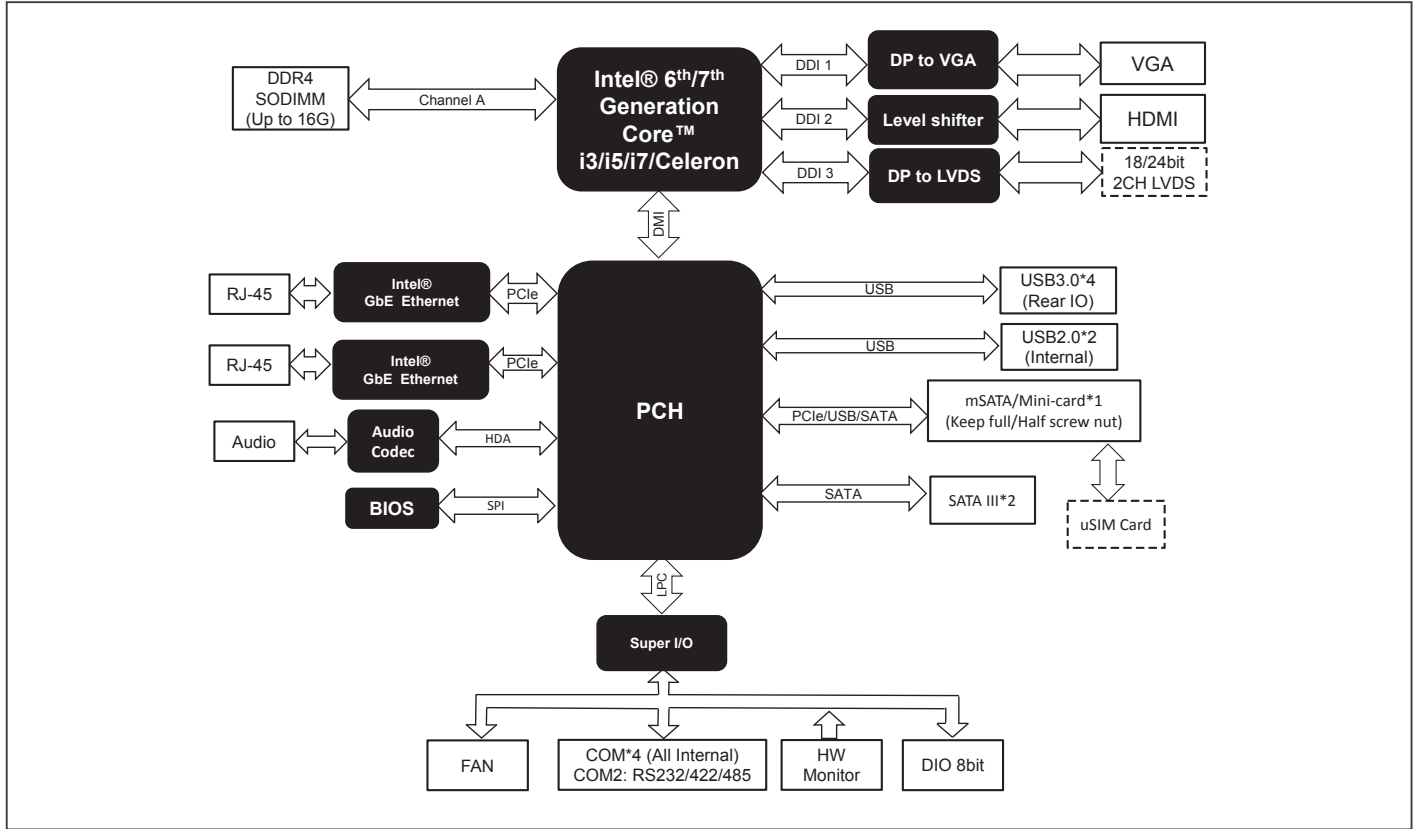 DDR4
SODIMM
(Up to 16G)
Channel A
Intel® 6th/7th
Generation
Core™
i3/i5/i7/Celeron
DDI 1
DP to VGA
VGA
DDI 2
Level shifter
HDMI
DDI 3
DP to LVDS
18/24bit
2CH LVDS
DMI
RJ-45
Intel®
GbE Ethernet
PCIe
RJ-45
Intel®
GbE Ethernet
PCIe
Audio
Audio
Codec
HDA
BIOS
SPI
PCH
USB
USB3.0*4
(Rear IO)
USB
USB2.0*2
(Internal)
PCIe/USB/SATA
mSATA/Mini-card*1
(Keep full/Half screw nut)
SATA
SATA III*2
uSIM Card
LPC
Super I/O
FAN
COM*4 (All Internal)
COM2: RS232/422/485
HW
Monitor
DIO 8bit